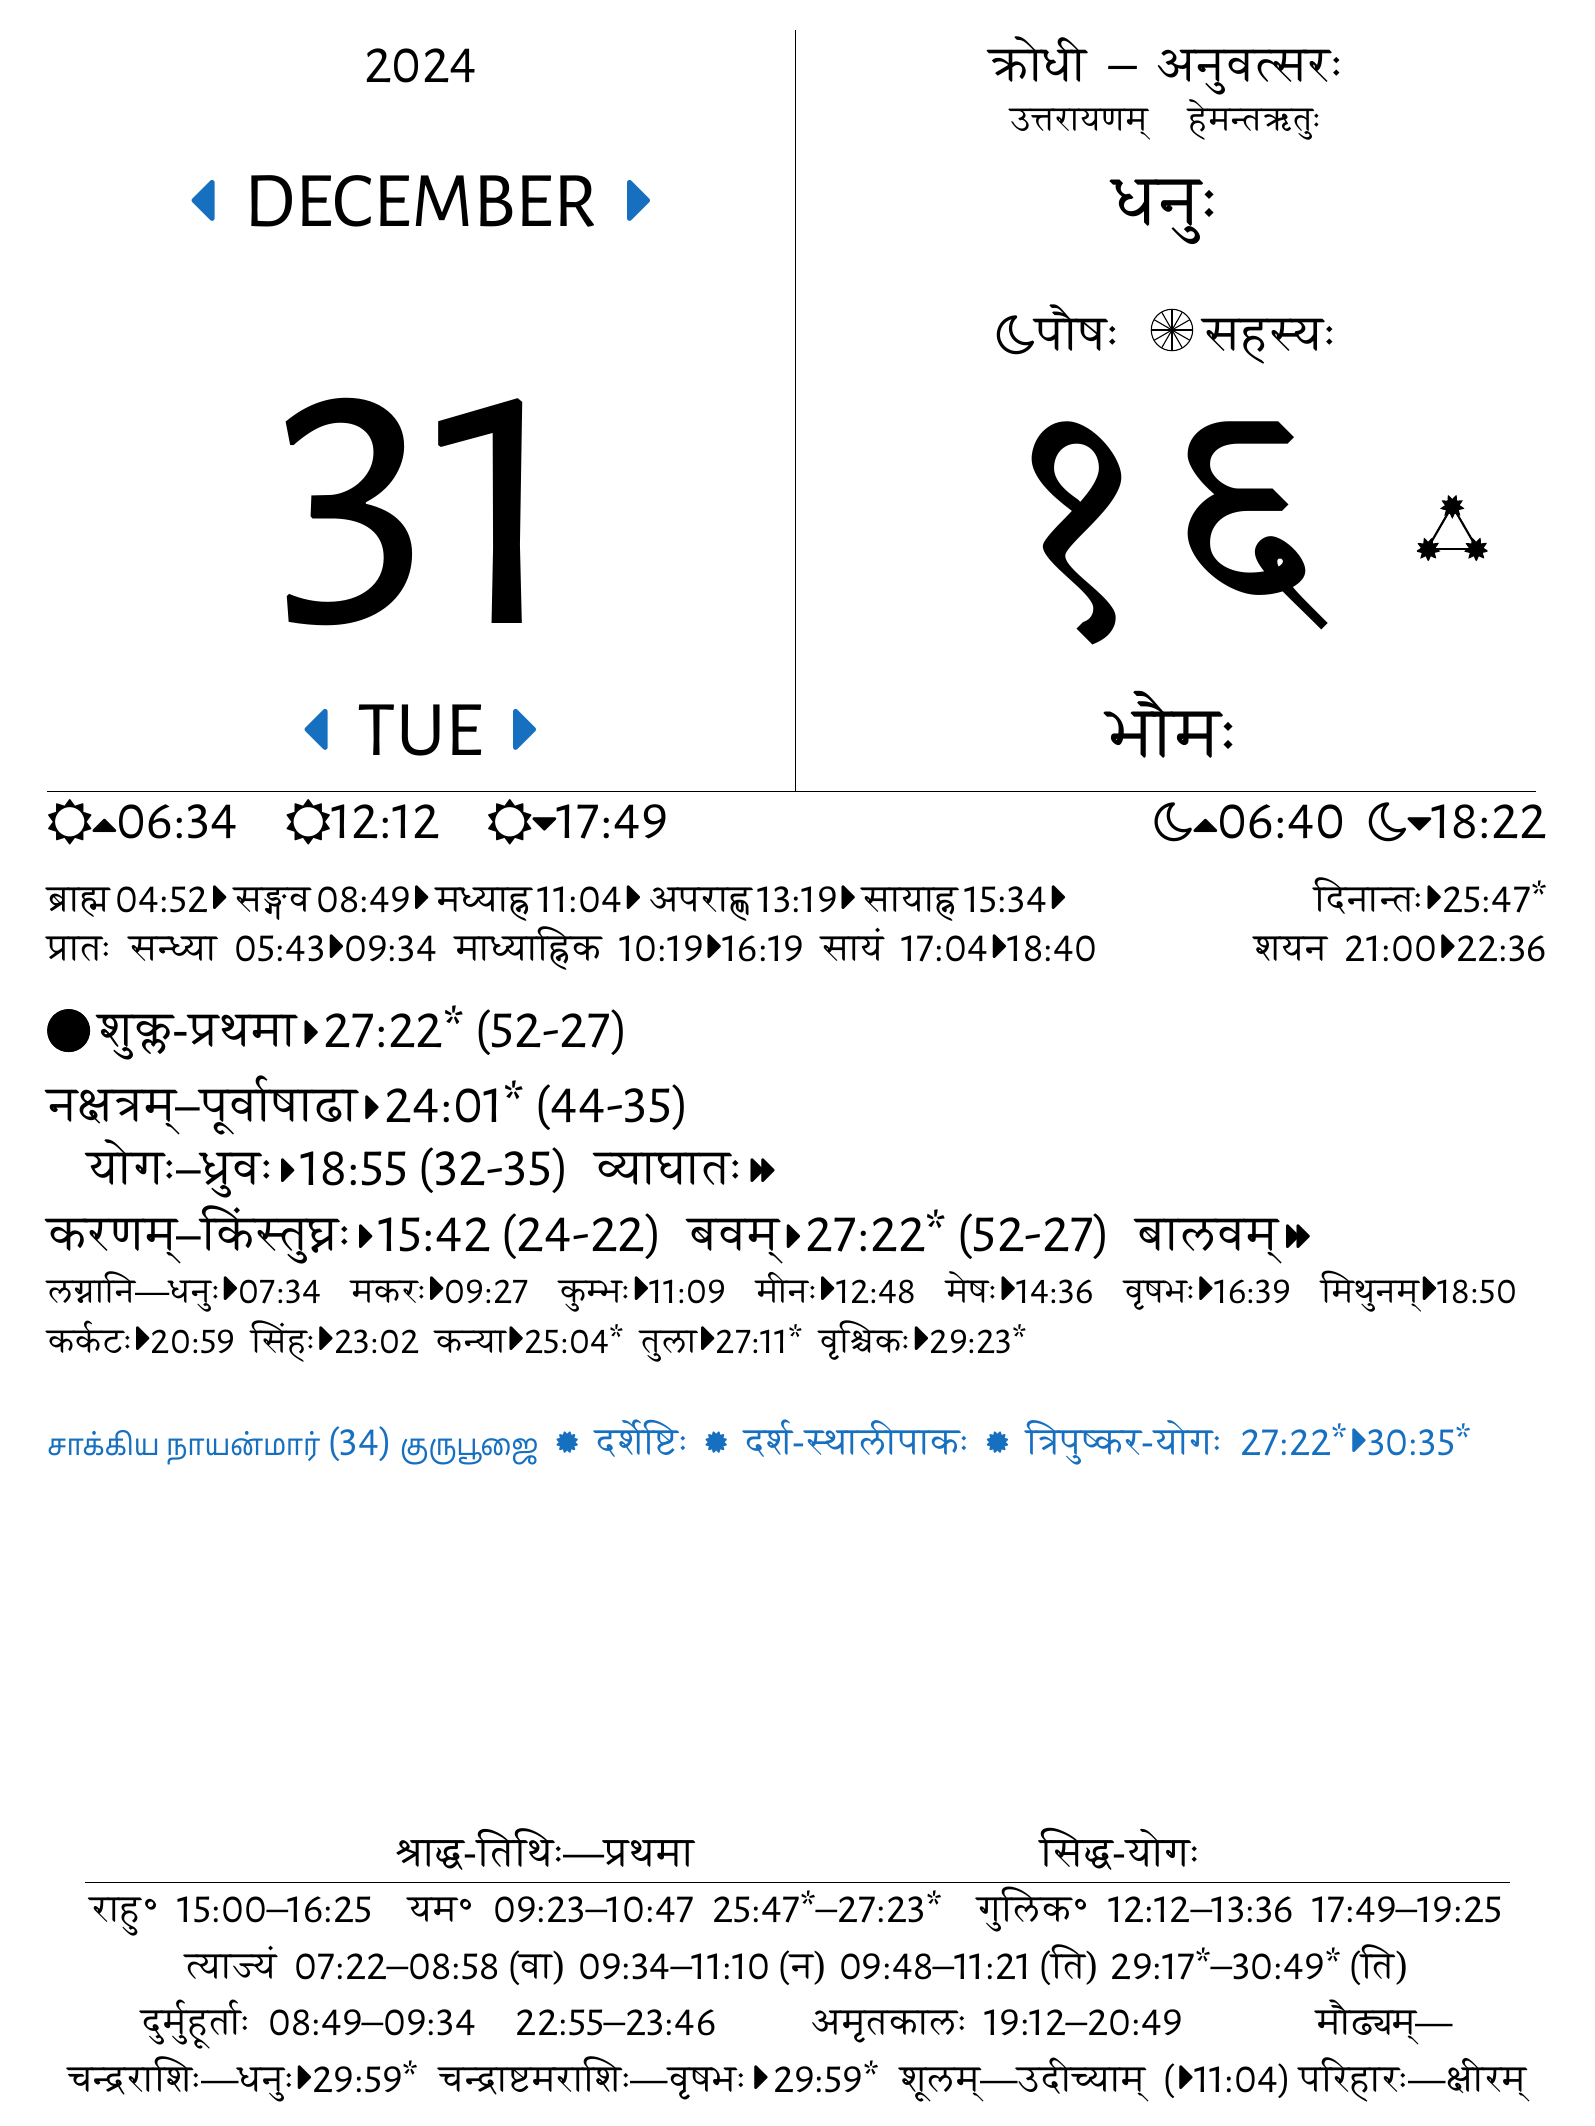 2024
DECEMBER
31
TUE
क्रोधी – अनुवत्सरः
उत्तरायणम् हेमन्तऋतुः
धनुः
पौषः सहस्यः
१६
भौमः
06:34 12:12 17:49 06:40 18:22
ब्राह्म 04:52 सङ्गव 08:49 मध्याह्न 11:04 अपराह्ण 13:19 सायाह्न 15:34 दिनान्तः 25:47*
प्रातः सन्ध्या 05:43 09:34 माध्याह्निक 10:19 16:19 सायं 17:04 18:40 शयन 21:00 22:36
शुक्ल-प्रथमा 27:22* (52-27)
नक्षत्रम्–पूर्वाषाढा 24:01* (44-35)
योगः–ध्रुवः 18:55 (32-35) व्याघातः
करणम्–किंस्तुघ्नः 15:42 (24-22) बवम् 27:22* (52-27) बालवम्
लग्नानि—धनुः 07:34 मकरः 09:27 कुम्भः 11:09 मीनः 12:48 मेषः 14:36 वृषभः 16:39 मिथुनम् 18:50
कर्कटः 20:59 सिंहः 23:02 कन्या 25:04* तुला 27:11* वृश्चिकः 29:23*
சாக்கிய நாயன்மார் (34) குருபூஜை ✹ दर्शेष्टिः ✹ दर्श-स्थालीपाकः ✹ त्रिपुष्कर-योगः 27:22* 30:35*
श्राद्ध-तिथिः—प्रथमा सिद्ध-योगः
राहु॰ 15:00–16:25 यम॰ 09:23–10:47 25:47*–27:23* गुलिक॰ 12:12–13:36 17:49–19:25
त्याज्यं 07:22–08:58 (वा) 09:34–11:10 (न) 09:48–11:21 (ति) 29:17*–30:49* (ति)
दुर्मुहूर्ताः 08:49–09:34 22:55–23:46 अमृतकालः 19:12–20:49 मौढ्यम्—
चन्द्रराशिः—धनुः 29:59* चन्द्राष्टमराशिः—वृषभः 29:59* शूलम्—उदीच्याम् (11:04) परिहारः—क्षीरम्